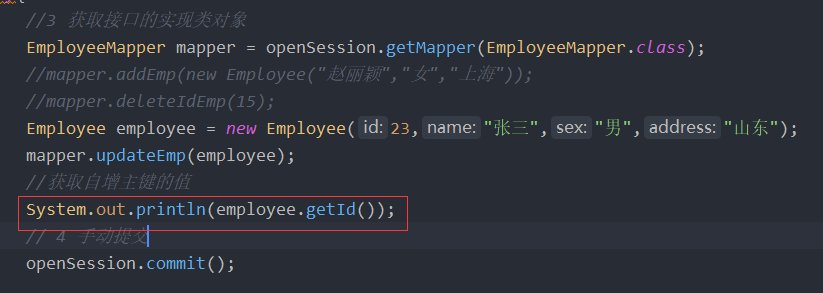 //3 获取接口的实现类对象
EmployeeMapper mapper = openSession.getMapper(EmployeeMapper.class);
//mapper.addEmp(new Employee("赵丽颖","女","上海"));
//mapper.deleteIdEmp(15);
Employee employee = new Employee( id: 23, name: "张三", sex: "男", address: "山东");
mapper.updateEmp(employee);
//获取自增主键的值
System.out.println(employee.getId());
// 4 手动提交
openSession.commit();